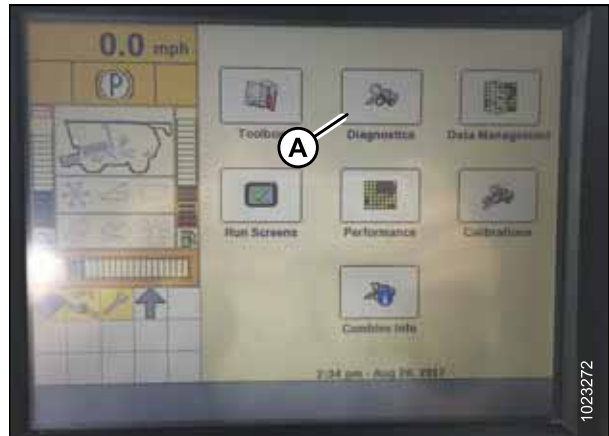 0.0 mph
(P)
Toolbox
Diagnostics
Data Management
A
Run Screens
Performance
Calibrations
Combine Info
2:34 pm - Aug 24, 2017
1023272